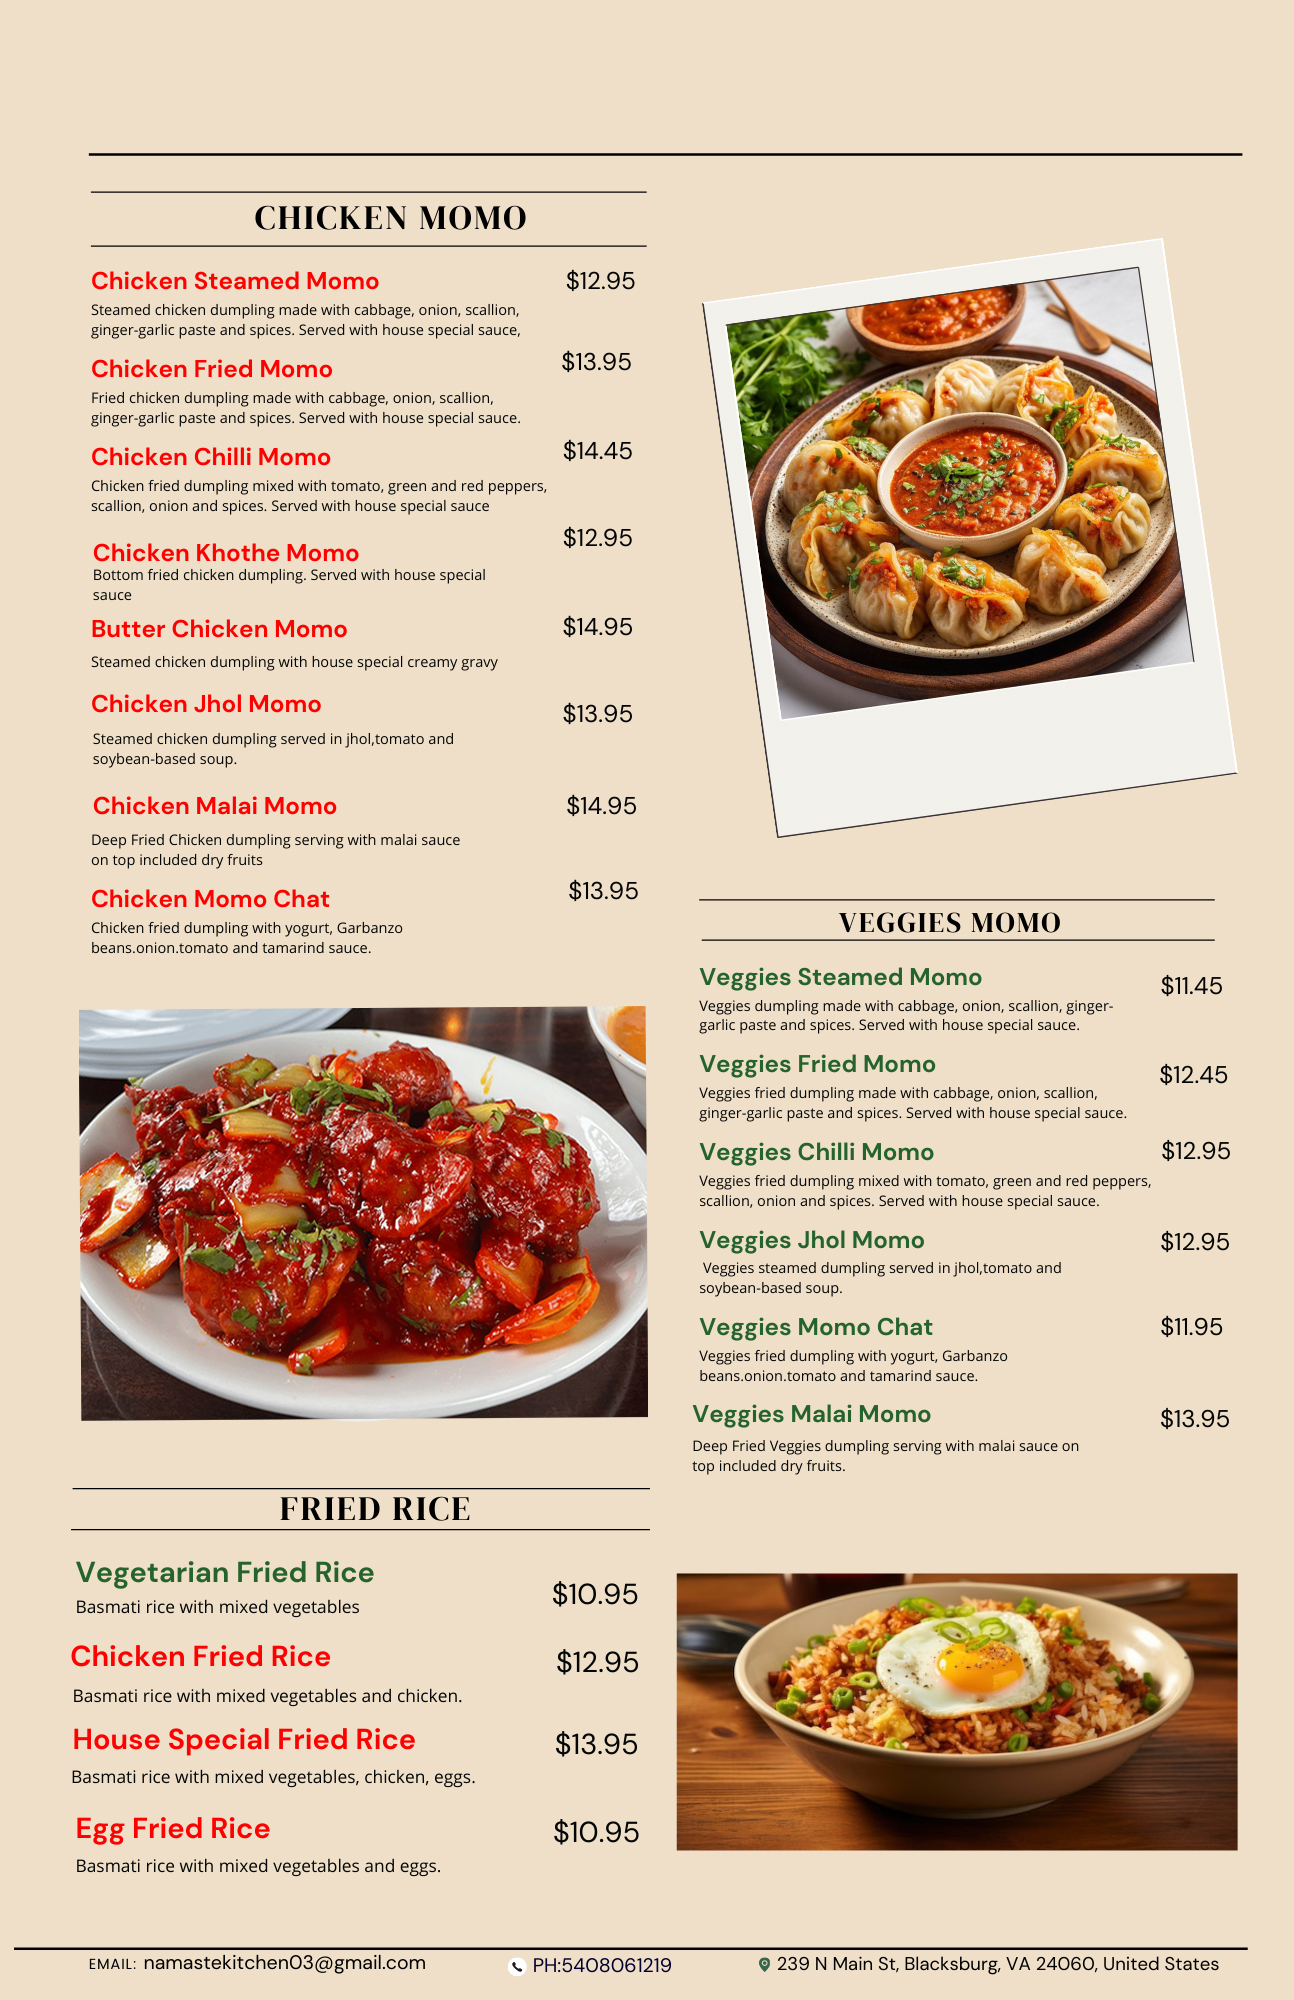 CHICKEN MOMO
Chicken Steamed Momo $12.95
Steamed chicken dumpling made with cabbage, onion, scallion,
ginger-garlic paste and spices. Served with house special sauce,
Chicken Fried Momo $13.95
Fried chicken dumpling made with cabbage, onion, scallion,
ginger-garlic paste and spices. Served with house special sauce.
Chicken Chilli Momo $14.45
Chicken fried dumpling mixed with tomato, green and red peppers,
scallion, onion and spices. Served with house special sauce
Chicken Khothe Momo $12.95
Bottom fried chicken dumpling. Served with house special
sauce
Butter Chicken Momo $14.95
Steamed chicken dumpling with house special creamy gravy
Chicken Jhol Momo $13.95
Steamed chicken dumpling served in jhol,tomato and
soybean-based soup.
Chicken Malai Momo $14.95
Deep Fried Chicken dumpling serving with malai sauce
on top included dry fruits
Chicken Momo Chat $13.95
Chicken fried dumpling with yogurt, Garbanzo
beans.onion.tomato and tamarind sauce.
VEGGIES MOMO
Veggies Steamed Momo $11.45
Veggies dumpling made with cabbage, onion, scallion, ginger-
garlic paste and spices. Served with house special sauce.
Veggies Fried Momo $12.45
Veggies fried dumpling made with cabbage, onion, scallion,
ginger-garlic paste and spices. Served with house special sauce.
Veggies Chilli Momo $12.95
Veggies fried dumpling mixed with tomato, green and red peppers,
scallion, onion and spices. Served with house special sauce.
Veggies Jhol Momo $12.95
Veggies steamed dumpling served in jhol,tomato and
soybean-based soup.
Veggies Momo Chat $11.95
Veggies fried dumpling with yogurt, Garbanzo
beans.onion.tomato and tamarind sauce.
Veggies Malai Momo $13.95
Deep Fried Veggies dumpling serving with malai sauce on
top included dry fruits.
FRIED RICE
Vegetarian Fried Rice $10.95
Basmati rice with mixed vegetables
Chicken Fried Rice $12.95
Basmati rice with mixed vegetables and chicken.
House Special Fried Rice $13.95
Basmati rice with mixed vegetables, chicken, eggs.
Egg Fried Rice $10.95
Basmati rice with mixed vegetables and eggs.
EMAIL: namastekitchen03@gmail.com PH:5408061219 239 N Main St, Blacksburg, VA 24060, United States